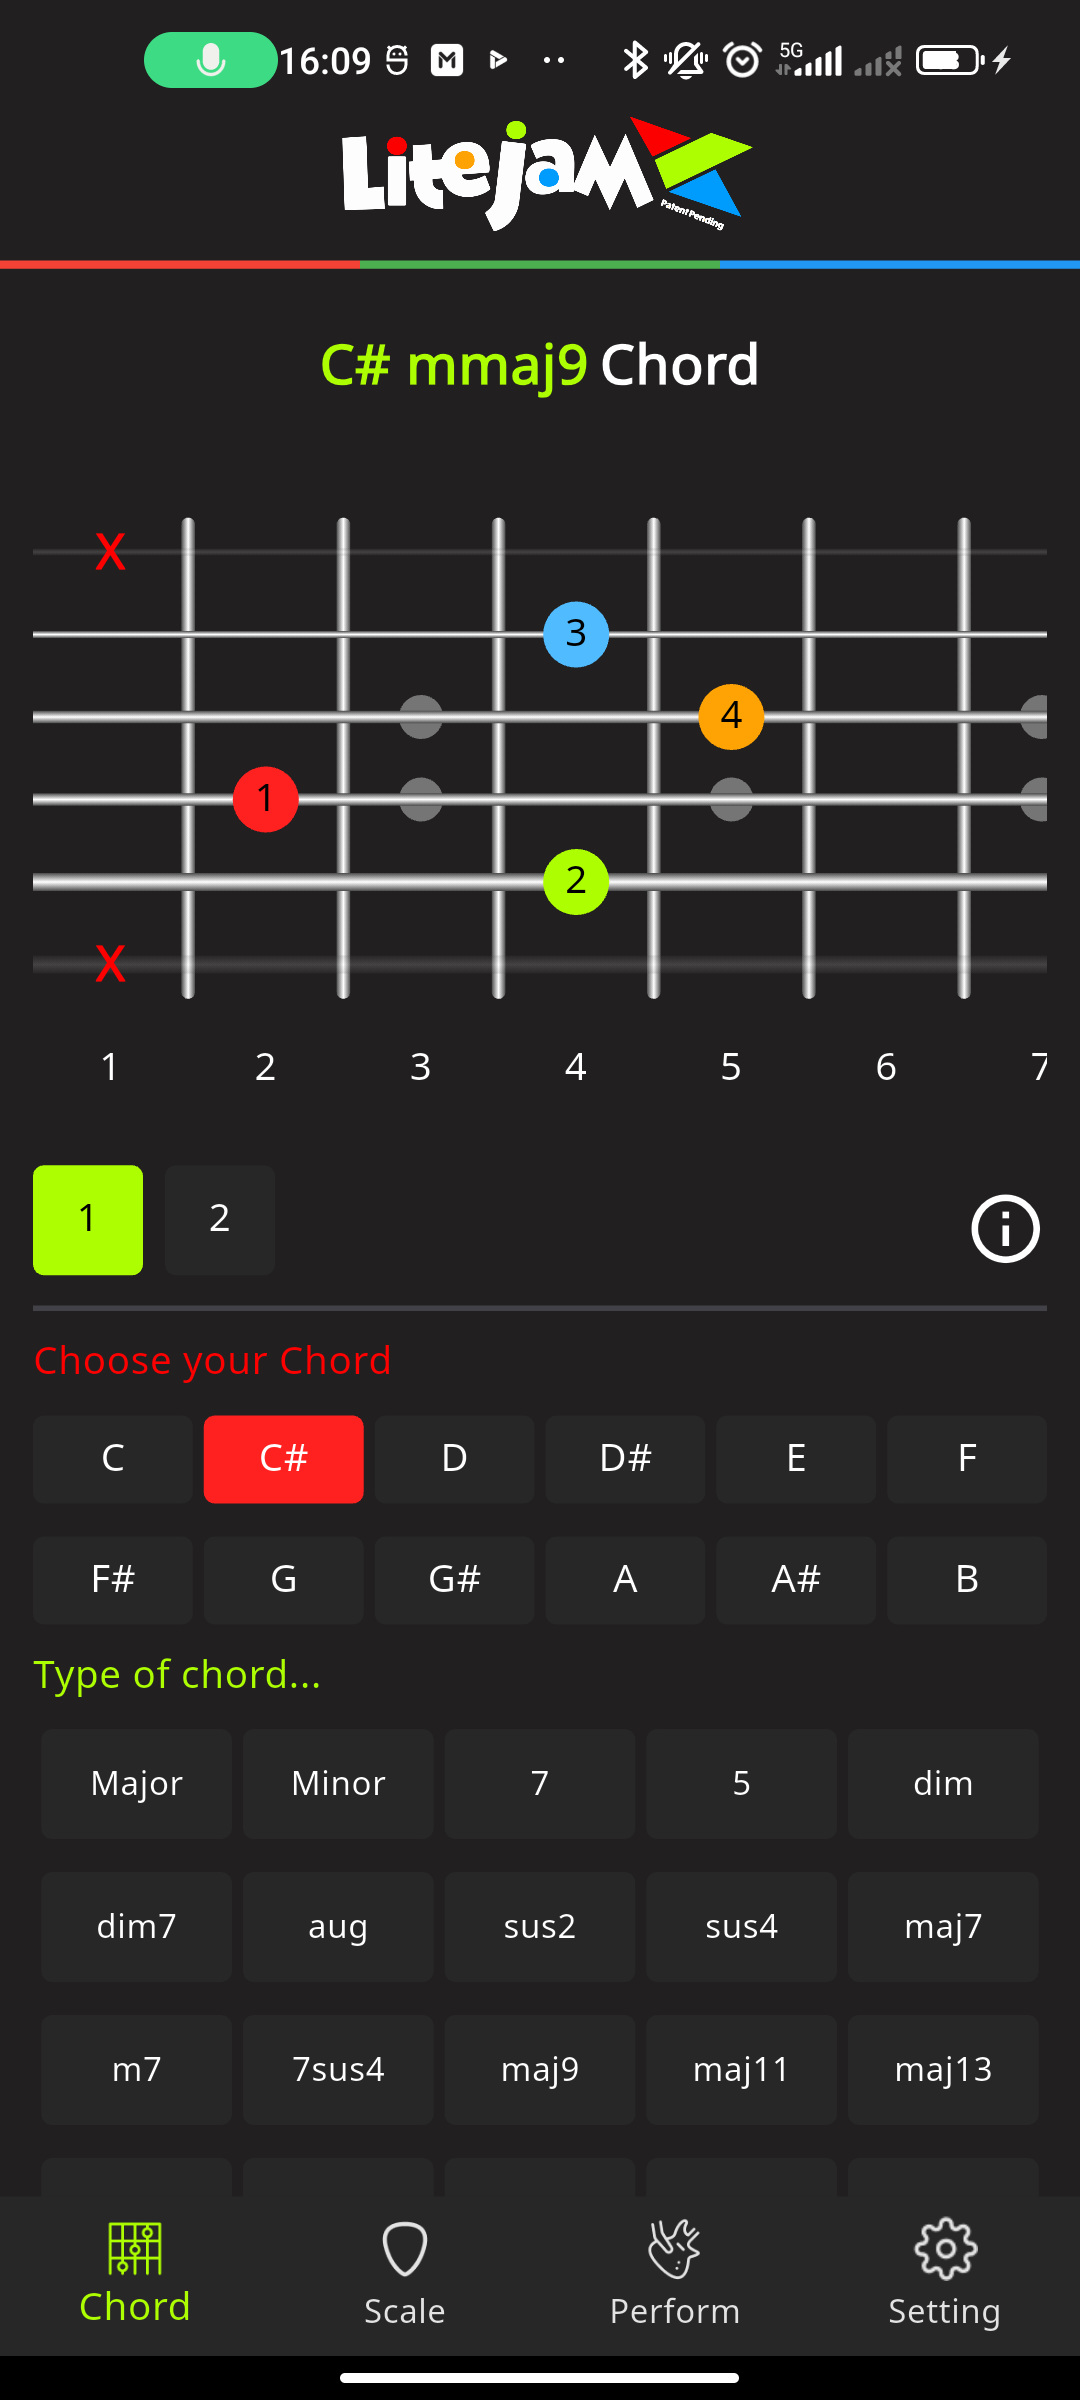 16:09 5G
Litejam
Patent Pending
C# mmaj9 Chord
X
3
4
1
2
X
1 2 3 4 5 6 7
1 2
Choose your Chord
C C# D D# E F
F# G G# A A# B
Type of chord...
Major Minor 7 5 dim
dim7 aug sus2 sus4 maj7
m7 7sus4 maj9 maj11 maj13
Chord Scale Perform Setting